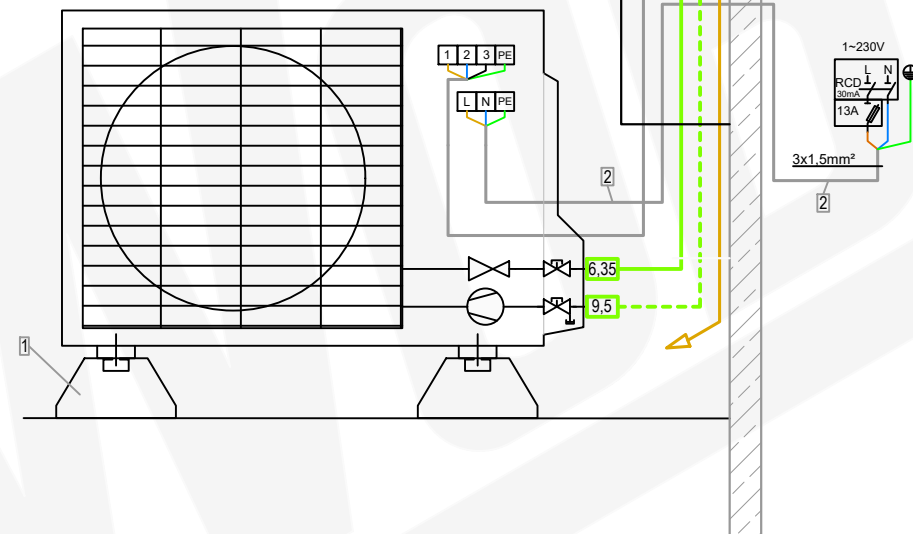 1 2 3 PE
L N PE
1~230V
L N
RCD
30mA
13A
3x1,5mm²
2
2
6,35
9,5
1